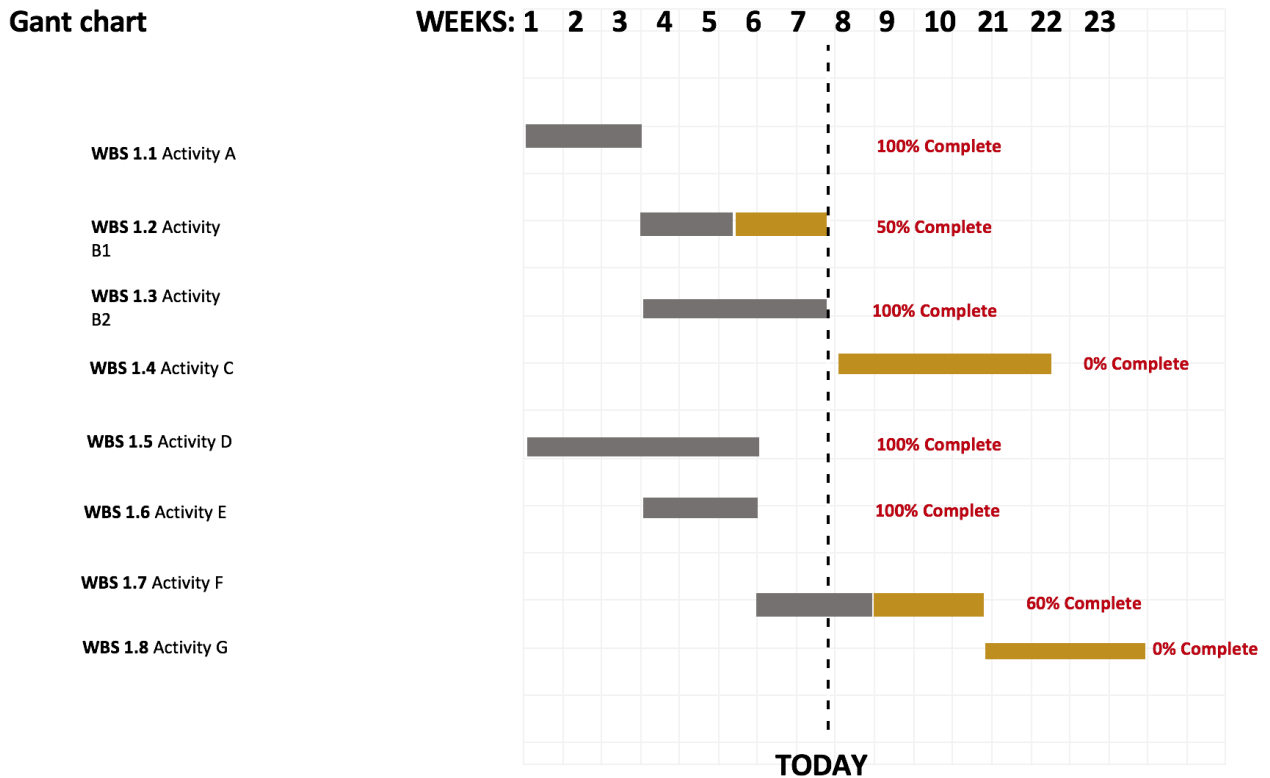 Gant chart
WEEKS: 1 2 3 4 5 6 7 8 9 10 21 22 23
WBS 1.1 Activity A
100% Complete
WBS 1.2 Activity
B1
50% Complete
WBS 1.3 Activity
B2
100% Complete
WBS 1.4 Activity C
0% Complete
WBS 1.5 Activity D
100% Complete
WBS 1.6 Activity E
100% Complete
WBS 1.7 Activity F
60% Complete
WBS 1.8 Activity G
0% Complete
TODAY